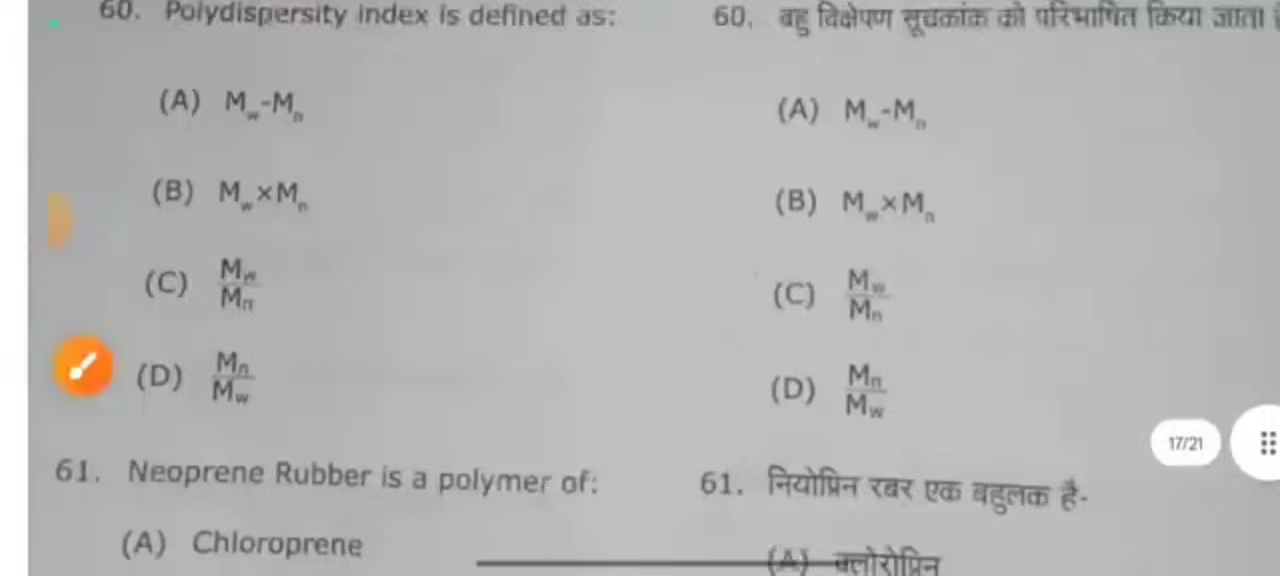 60. Polydispersity index is defined as:
(A) Mw-Mn
(B) Mw×Mn
(C) Mw/Mn
(D) Mn/Mw
61. Neoprene Rubber is a polymer of:
(A) Chloroprene
60. बहु विक्षेपण सूचकांक को परिभाषित किया जाता
(A) Mw-Mn
(B) Mw×Mn
(C) Mw/Mn
(D) Mn/Mw
61. नियोप्रिन रबर एक बहुलक है-
(A) क्लोरोप्रिन
17/21